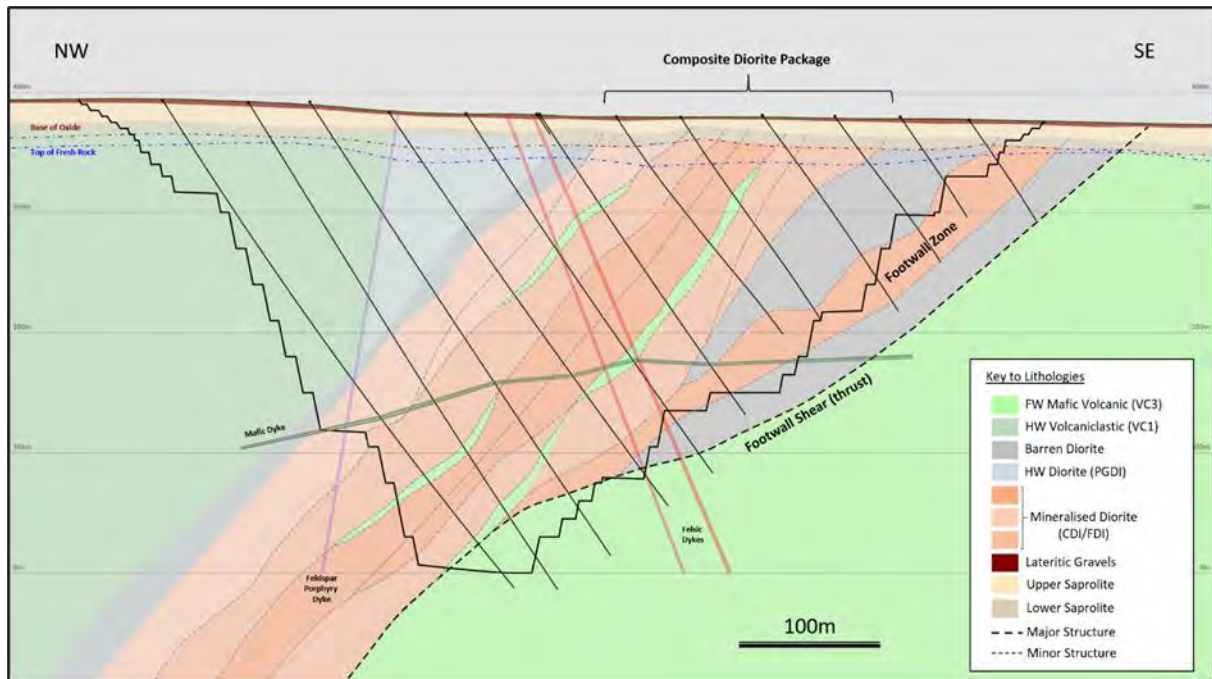 NW
SE
Composite Diorite Package
400m
Base of Oxide
Top of Fresh Rock
Footwall Zone
Mafic Dyke
Footwall Shear (thrust)
Feldspar
Porphyry
Dyke
Felsic
Dykes
100m
Key to Lithologies
FW Mafic Volcanic (VC3)
HW Volcaniclastic (VC1)
Barren Diorite
HW Diorite (PGDI)
Mineralised Diorite
(CDI/FDI)
Lateritic Gravels
Upper Saprolite
Lower Saprolite
Major Structure
Minor Structure